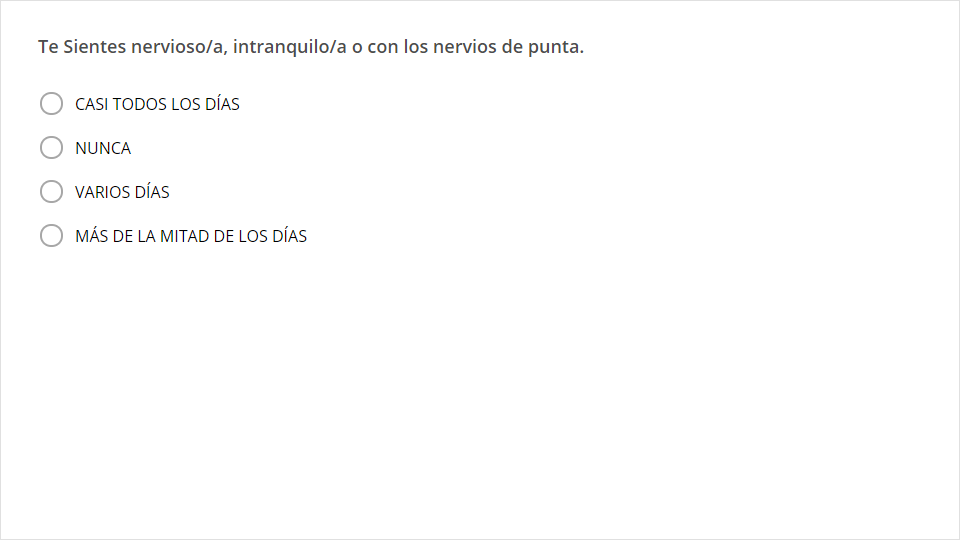 Te Sientes nervioso/a, intranquilo/a o con los nervios de punta.
CASI TODOS LOS DÍAS
NUNCA
VARIOS DÍAS
MÁS DE LA MITAD DE LOS DÍAS